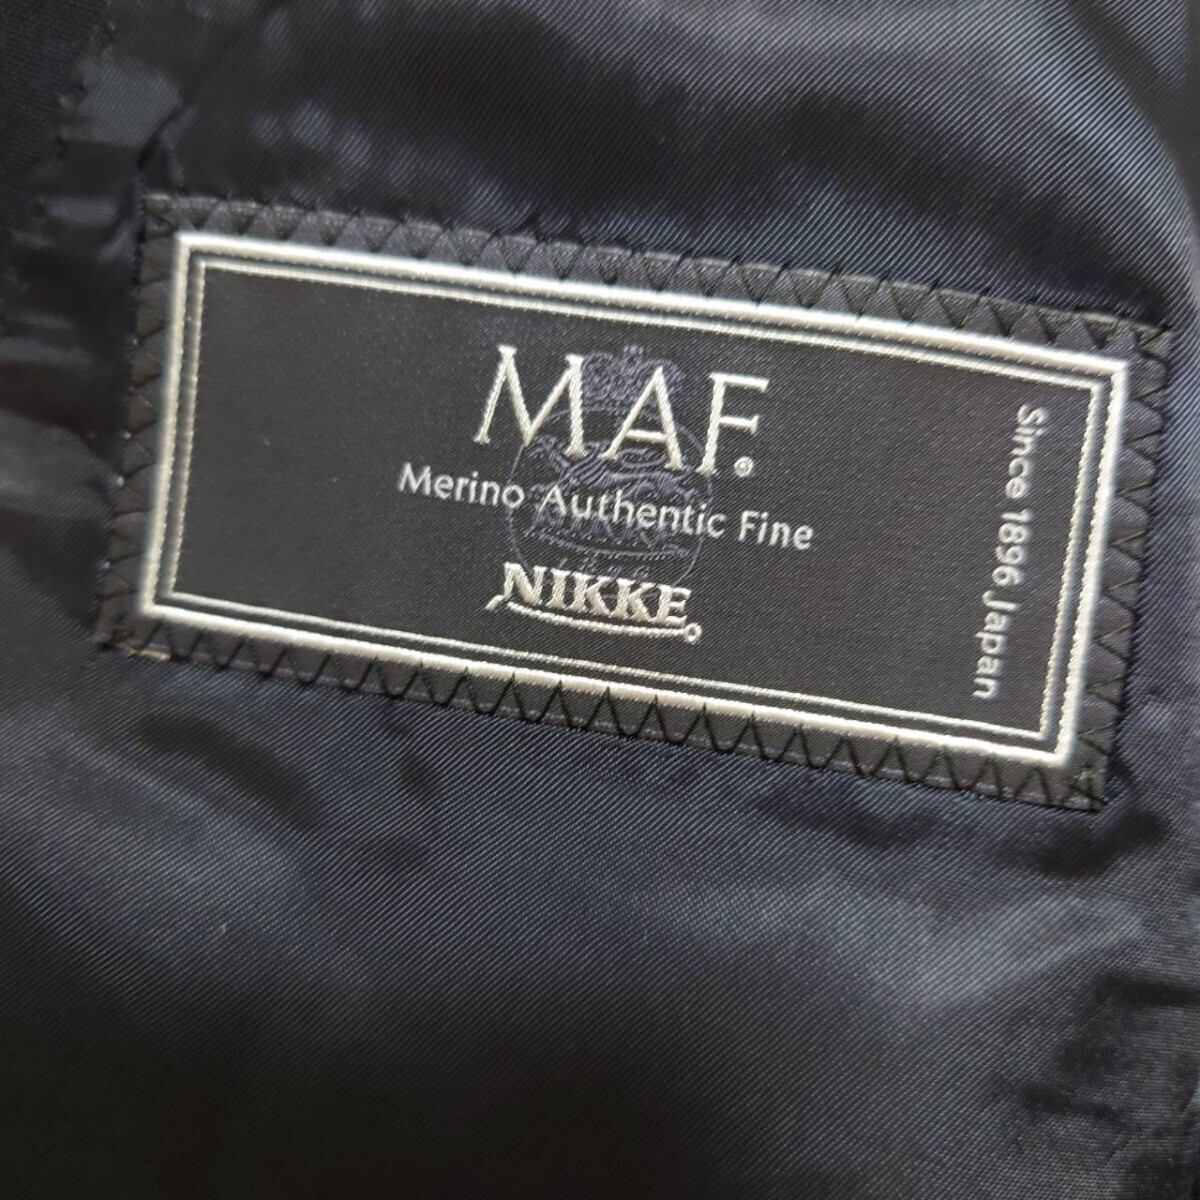 MAF.
Merino Authentic Fine
NIKKE
Since 1896 Japan